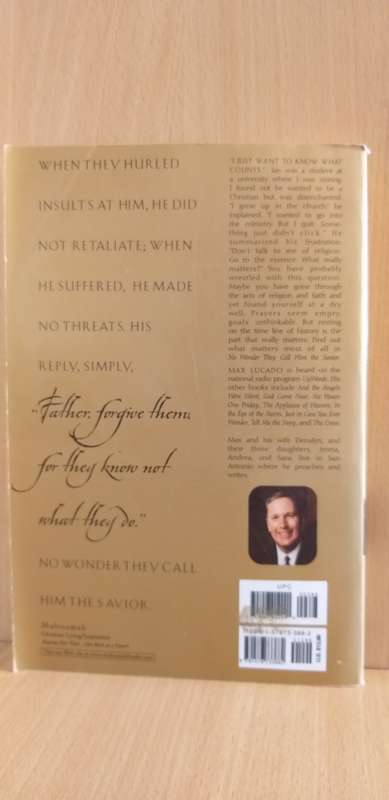 WHEN THEY HURLED
INSULTS AT HIM, HE DID
NOT RETALIATE; WHEN
HE SUFFERED, HE MADE
NO THREATS. HIS
REPLY, SIMPLY,
"Father, forgive them,
for they know not
what they do."
NO WONDER THEY CALL
HIM THE SAVIOR.
Multnomah
"I JUST WANT TO KNOW WHAT
COUNTS." Ian was a student at
a university where I was
I found out he wanted to be a
Christian but was disenchanted.
"I grew up in the church," he
explained. "I wanted to go into
the ministry. But I quit. Some-
thing just didn't stick." He
summarized his frustration:
"Don't talk to me of religion.
Go to the essence. What really
matters?" You have probably
wrestled with this question.
Maybe you have gone through
the acts of religion and faith and
yet found yourself at a dry
well. Prayers seem empty,
goals unthinkable. But resting
on the time line of history is the
part that really matters. Find out
what matters most of all in
No Wonder They Call Him the Savior.
MAX LUCADO is heard on the
national radio program UpWords. His
other books include And the Angels
Were Silent, God Came Near, Six Hours
One Friday, The Applause of Heaven, In
the Eye of the Storm, Just in Case You Ever
Wonder, Tell Me the Story, and The Cross.
Max and his wife Denalyn, and
their three daughters, Jenna,
Andrea, and Sara, live in San
Antonio where he preaches and
writes.
UPC